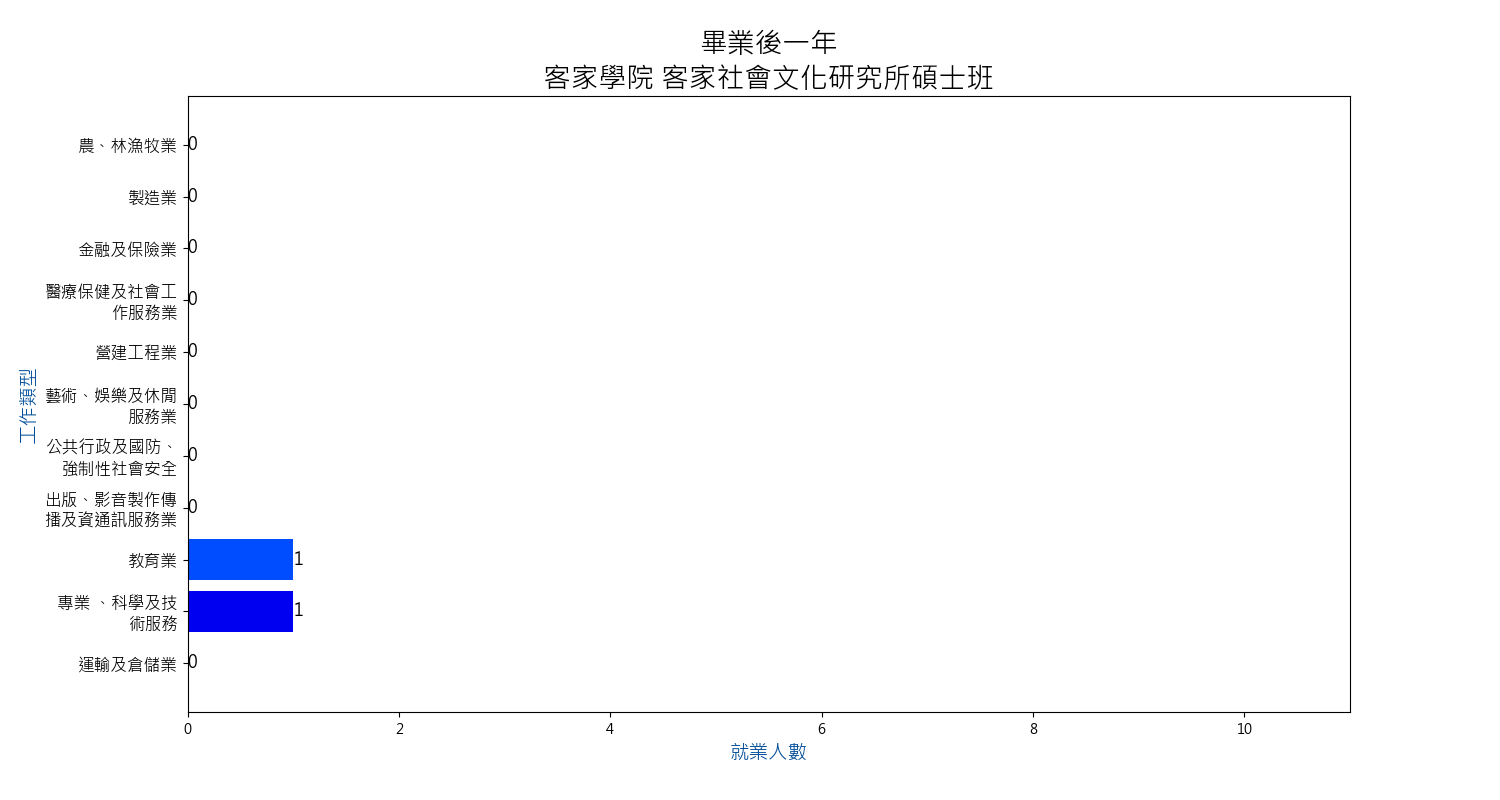 畢業後一年
客家學院 客家社會文化研究所碩士班
農、林漁牧業
0
製造業
0
金融及保險業
0
醫療保健及社會工
作服務業
0
營建工程業
0
藝術、娛樂及休閒
服務業
0
公共行政及國防、
強制性社會安全
0
出版、影音製作傳
播及資通訊服務業
0
教育業
1
專業 、科學及技
術服務
1
運輸及倉儲業
0
工作類型
0 2 4 6 8 10
就業人數